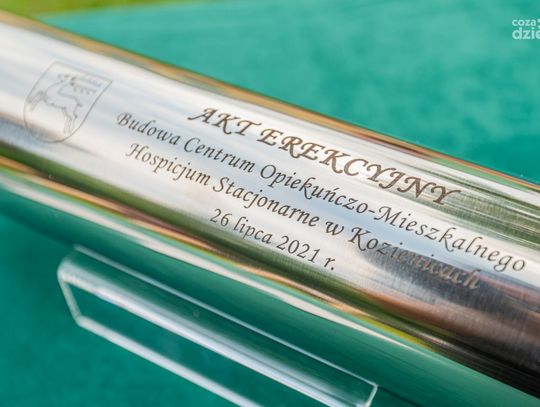 AKT EREKCYJNY
Budowa Centrum Opiekuńczo-Mieszkalnego
Hospicjum Stacjonarne w Kozienicach
26 lipca 2021 r.